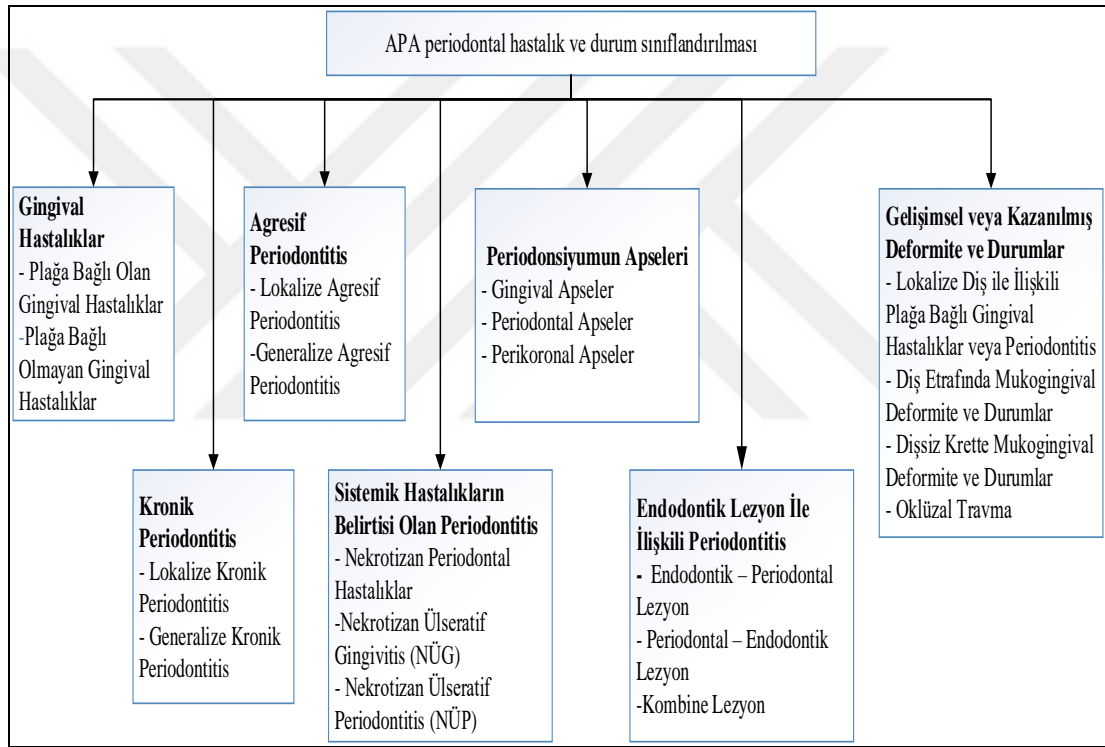 APA periodontal hastalık ve durum sınıflandırılması
Gingival
Hastalıklar
- Plağa Bağlı Olan
Gingival Hastalıklar
-Plağa Bağlı
Olmayan Gingival
Hastalıklar
Agresif
Periodontitis
- Lokalize Agresif
Periodontitis
-Generalize Agresif
Periodontitis
Periodonsiyumun Apseleri
- Gingival Apseler
- Periodontal Apseler
- Perikoronal Apseler
Gelişimsel veya Kazanılmış
Deformite ve Durumlar
- Lokalize Diş ile İlişkili
Plağa Bağlı Gingival
Hastalıklar veya Periodontitis
- Diş Etrafında Mukogingival
Deformite ve Durumlar
- Dişsiz Krette Mukogingival
Deformite ve Durumlar
- Oklüzal Travma
Kronik
Periodontitis
- Lokalize Kronik
Periodontitis
- Generalize Kronik
Periodontitis
Sistemik Hastalıkların
Belirtisi Olan Periodontitis
- Nekrotizan Periodontal
Hastalıklar
-Nekrotizan Ülseratif
Gingivitis (NÜG)
- Nekrotizan Ülseratif
Periodontitis (NÜP)
Endodontik Lezyon İle
İlişkili Periodontitis
- Endodontik – Periodontal
Lezyon
- Periodontal – Endodontik
Lezyon
-Kombine Lezyon